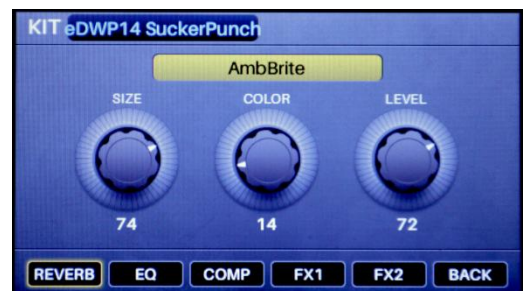 KIT eDWP14 SuckerPunch
AmbBrite
SIZE COLOR LEVEL
74 14 72
REVERB EQ COMP FX1 FX2 BACK